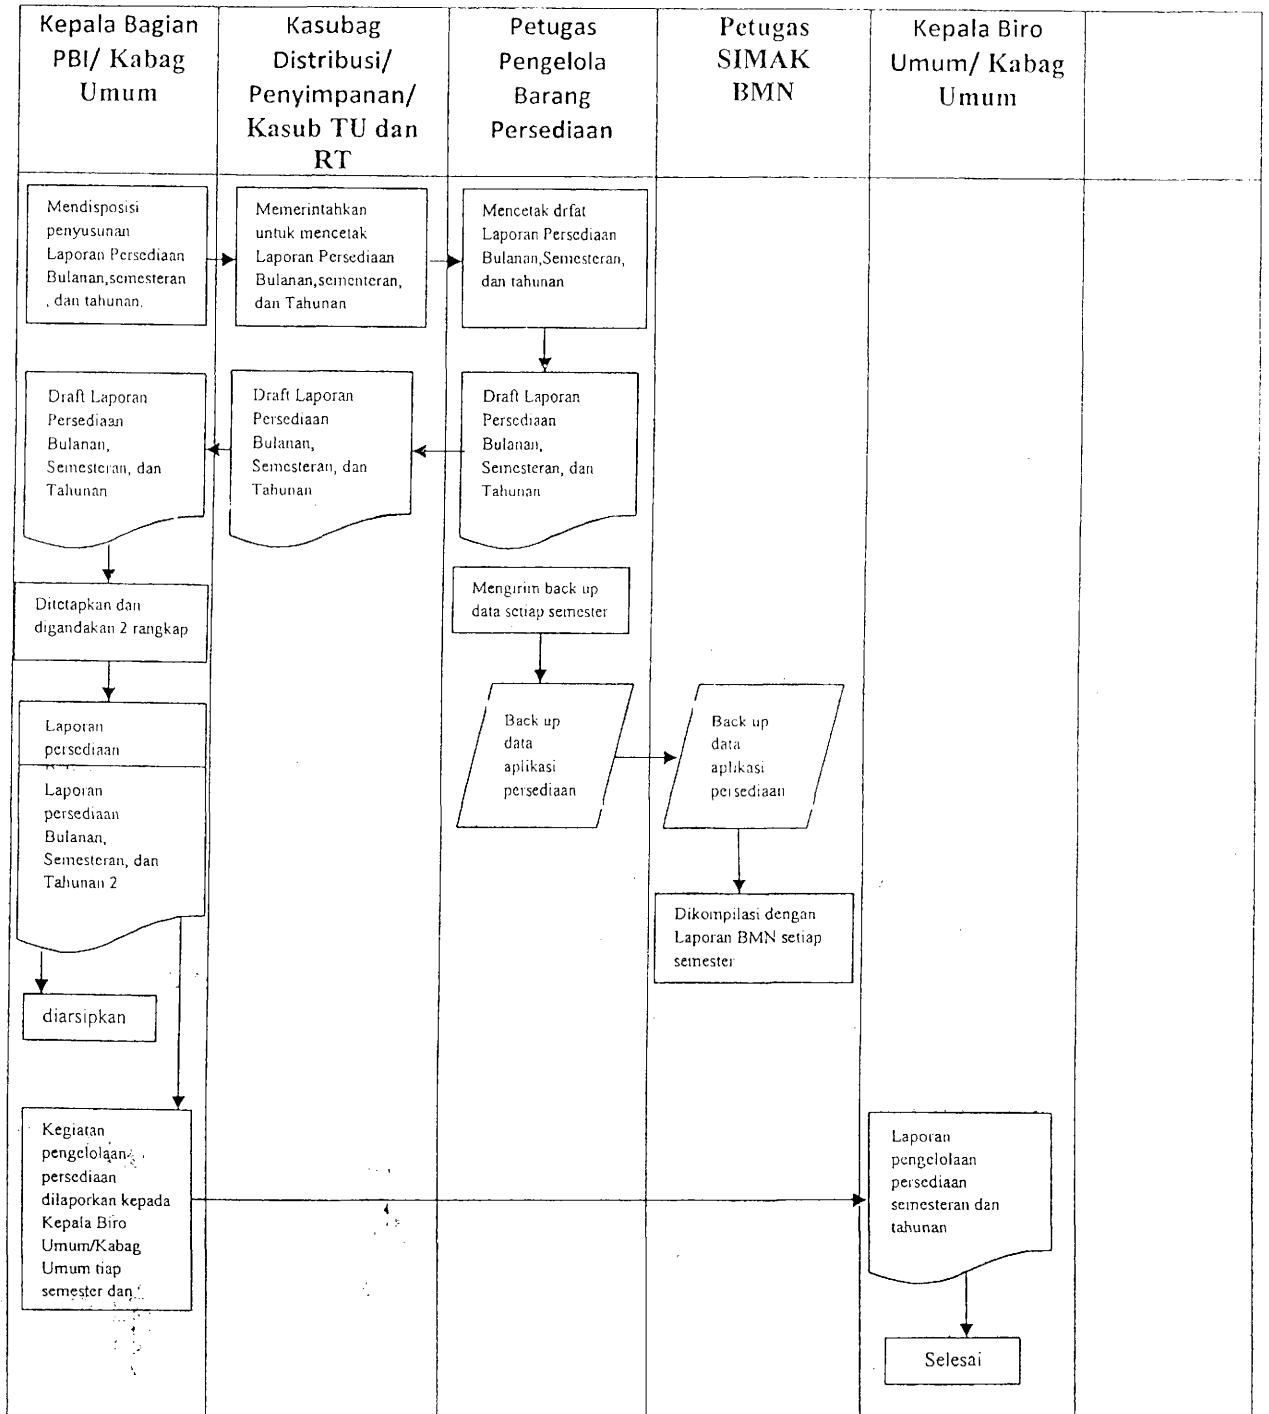 Kepala Bagian
PBI/ Kabag
Umum
Kasubag
Distribusi/
Penyimpanan/
Kasub TU dan
RT
Petugas
Pengelola
Barang
Persediaan
Petugas
SIMAK
BMN
Kepala Biro
Umum/ Kabag
Umum
Mendisposisi
penyusunan
Laporan Persediaan
Bulanan,semesteran
, dan tahunan.
Memerintahkan
untuk mencetak
Laporan Persediaan
Bulanan,sementeran,
dan Tahunan
Mencetak drfat
Laporan Persediaan
Bulanan,Semesteran,
dan tahunan
Draft Laporan
Persediaan
Bulanan,
Semesteran, dan
Tahunan
Draft Laporan
Persediaan
Bulanan,
Semesteran, dan
Tahunan
Draft Laporan
Persediaan
Bulanan,
Semesteran, dan
Tahunan
Ditetapkan dan
digandakan 2 rangkap
Mengirim back up
data setiap semester
Laporan
persediaan
Laporan
persediaan
Bulanan,
Semesteran, dan
Tahunan 2
Back up
data
aplikasi
persediaan
Back up
data
aplikasi
persediaan
Dikompilasi dengan
Laporan BMN setiap
semester
diarsipkan
Kegiatan
pengelolaan
persediaan
dilaporkan kepada
Kepala Biro
Umum/Kabag
Umum tiap
semester dan
Laporan
pengelolaan
persediaan
semesteran dan
tahunan
Selesai